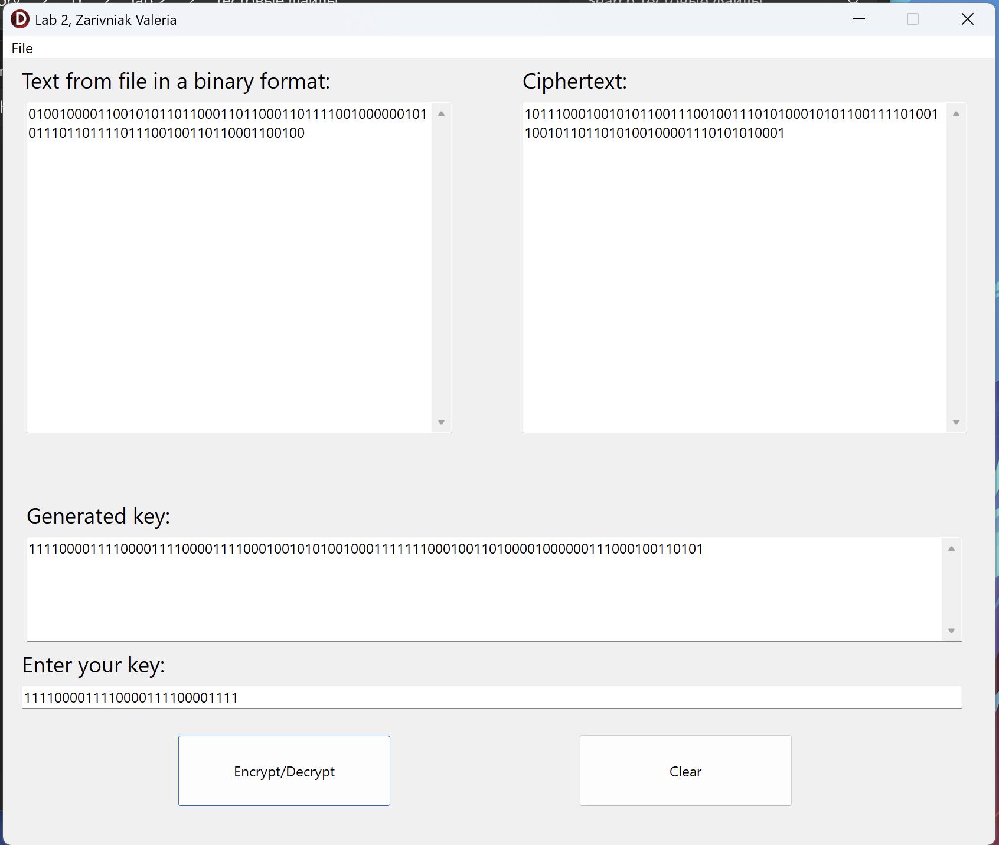 Lab 2, Zarivniak Valeria
File
Text from file in a binary format:
0100100001100101011011000110110001101111001000000101
011101101111011100100110110001100100
Ciphertext:
101110001001010110011100100111010100010101100111101001
1001011011010100100001110101010001
Generated key:
1111000011110000111100001111000100101010010001111111000100110100001000000111000100110101
Enter your key:
1111000011110000111100001111
Encrypt/Decrypt
Clear